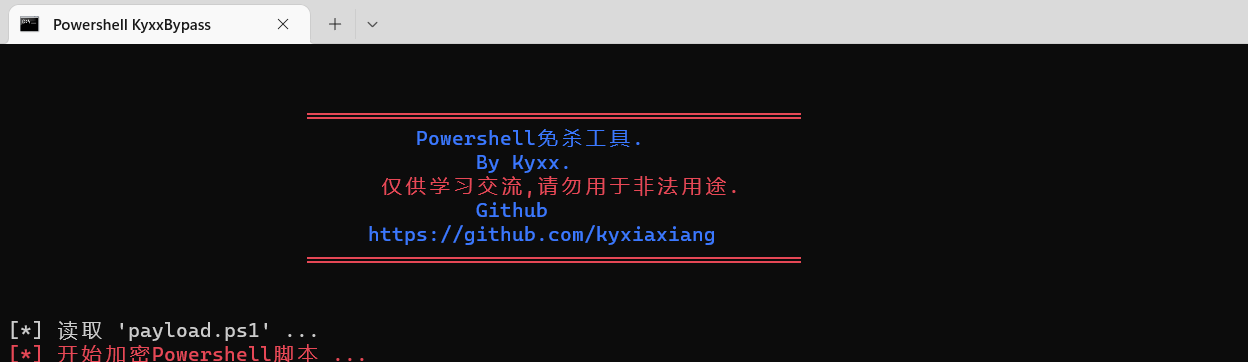 Powershell KyxxBypass
Powershell免杀工具.
By Kyxx.
仅供学习交流,请勿用于非法用途.
Github
https://github.com/kyxiaxiang
[*] 读取 'payload.ps1' ...
[*] 开始加密Powershell脚本 ...